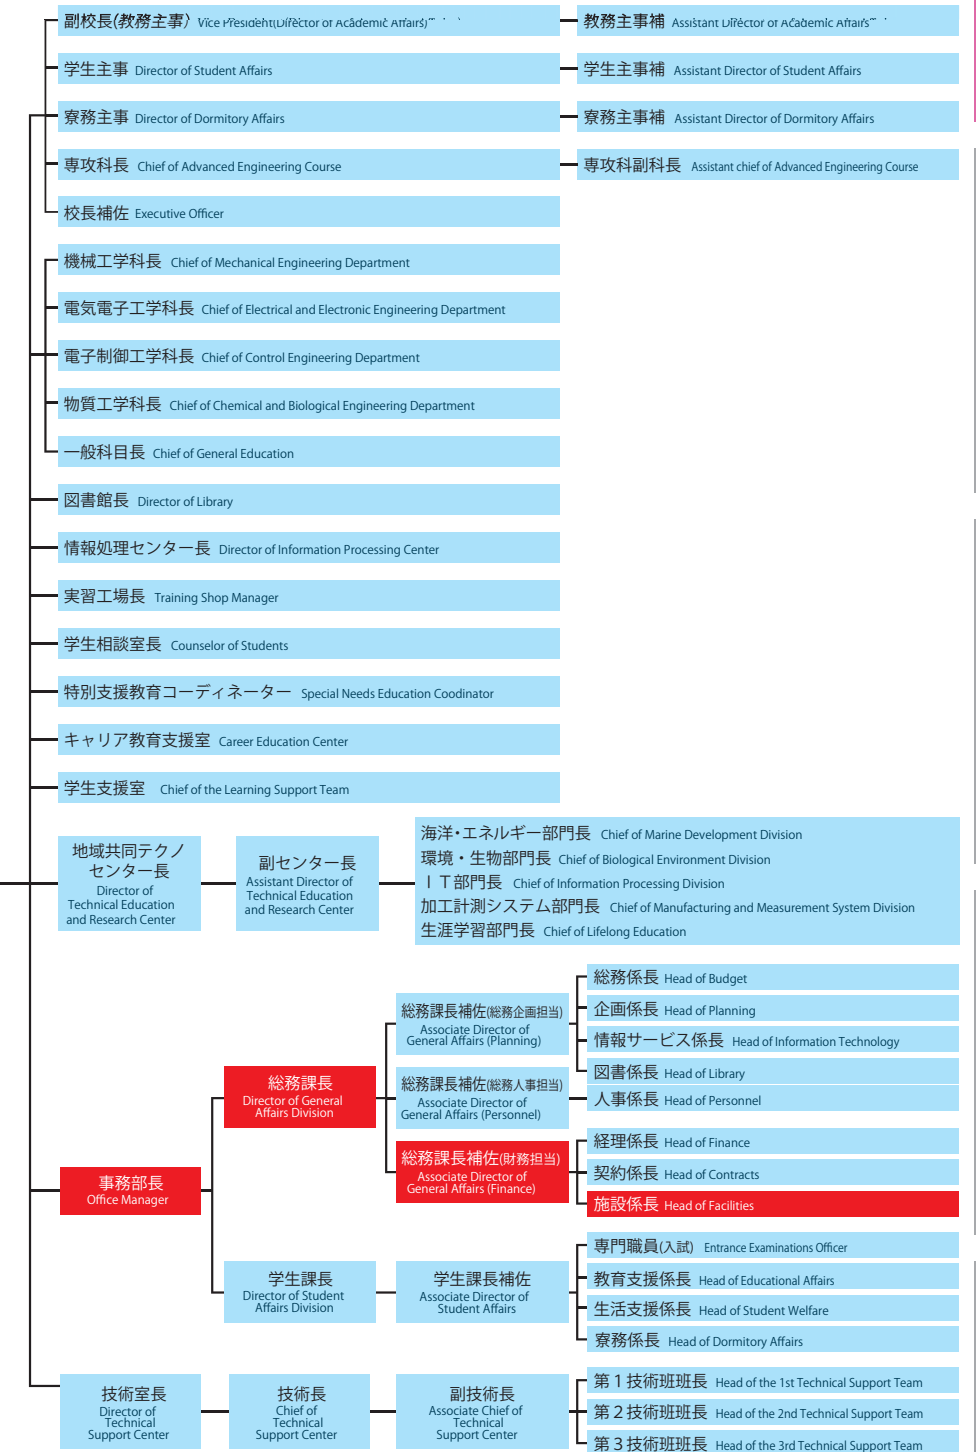 副校長(教務主事) Vice President(Director of Academic Affairs)
教務主事補 Assistant Director of Academic Affairs
学生主事 Director of Student Affairs
学生主事補 Assistant Director of Student Affairs
寮務主事 Director of Dormitory Affairs
寮務主事補 Assistant Director of Dormitory Affairs
専攻科長 Chief of Advanced Engineering Course
専攻科副科長 Assistant chief of Advanced Engineering Course
校長補佐 Executive Officer
機械工学科長 Chief of Mechanical Engineering Department
電気電子工学科長 Chief of Electrical and Electronic Engineering Department
電子制御工学科長 Chief of Control Engineering Department
物質工学科長 Chief of Chemical and Biological Engineering Department
一般科目長 Chief of General Education
図書館長 Director of Library
情報処理センター長 Director of Information Processing Center
実習工場長 Training Shop Manager
学生相談室長 Counselor of Students
特別支援教育コーディネーター Special Needs Education Coodinator
キャリア教育支援室 Career Education Center
学生支援室 Chief of the Learning Support Team
地域共同テクノ
センター長
Director of
Technical Education
and Research Center
副センター長
Assistant Director of
Technical Education
and Research Center
海洋・エネルギー部門長 Chief of Marine Development Division
環境・生物部門長 Chief of Biological Environment Division
ＩＴ部門長 Chief of Information Processing Division
加工計測システム部門長 Chief of Manufacturing and Measurement System Division
生涯学習部門長 Chief of Lifelong Education
事務部長
Office Manager
総務課長
Director of General
Affairs Division
総務課長補佐(総務企画担当)
Associate Director of
General Affairs (Planning)
総務係長 Head of Budget
企画係長 Head of Planning
情報サービス係長 Head of Information Technology
図書係長 Head of Library
総務課長補佐(総務人事担当)
Associate Director of
General Affairs (Personnel)
人事係長 Head of Personnel
総務課長補佐(財務担当)
Associate Director of
General Affairs (Finance)
経理係長 Head of Finance
契約係長 Head of Contracts
施設係長 Head of Facilities
学生課長
Director of Student
Affairs Division
学生課長補佐
Associate Director of
Student Affairs
専門職員(入試) Entrance Examinations Officer
教育支援係長 Head of Educational Affairs
生活支援係長 Head of Student Welfare
寮務係長 Head of Dormitory Affairs
技術室長
Director of
Technical
Support Center
技術長
Chief of
Technical
Support Center
副技術長
Associate Chief of
Technical
Support Center
第１技術班班長 Head of the 1st Technical Support Team
第２技術班班長 Head of the 2nd Technical Support Team
第３技術班班長 Head of the 3rd Technical Support Team